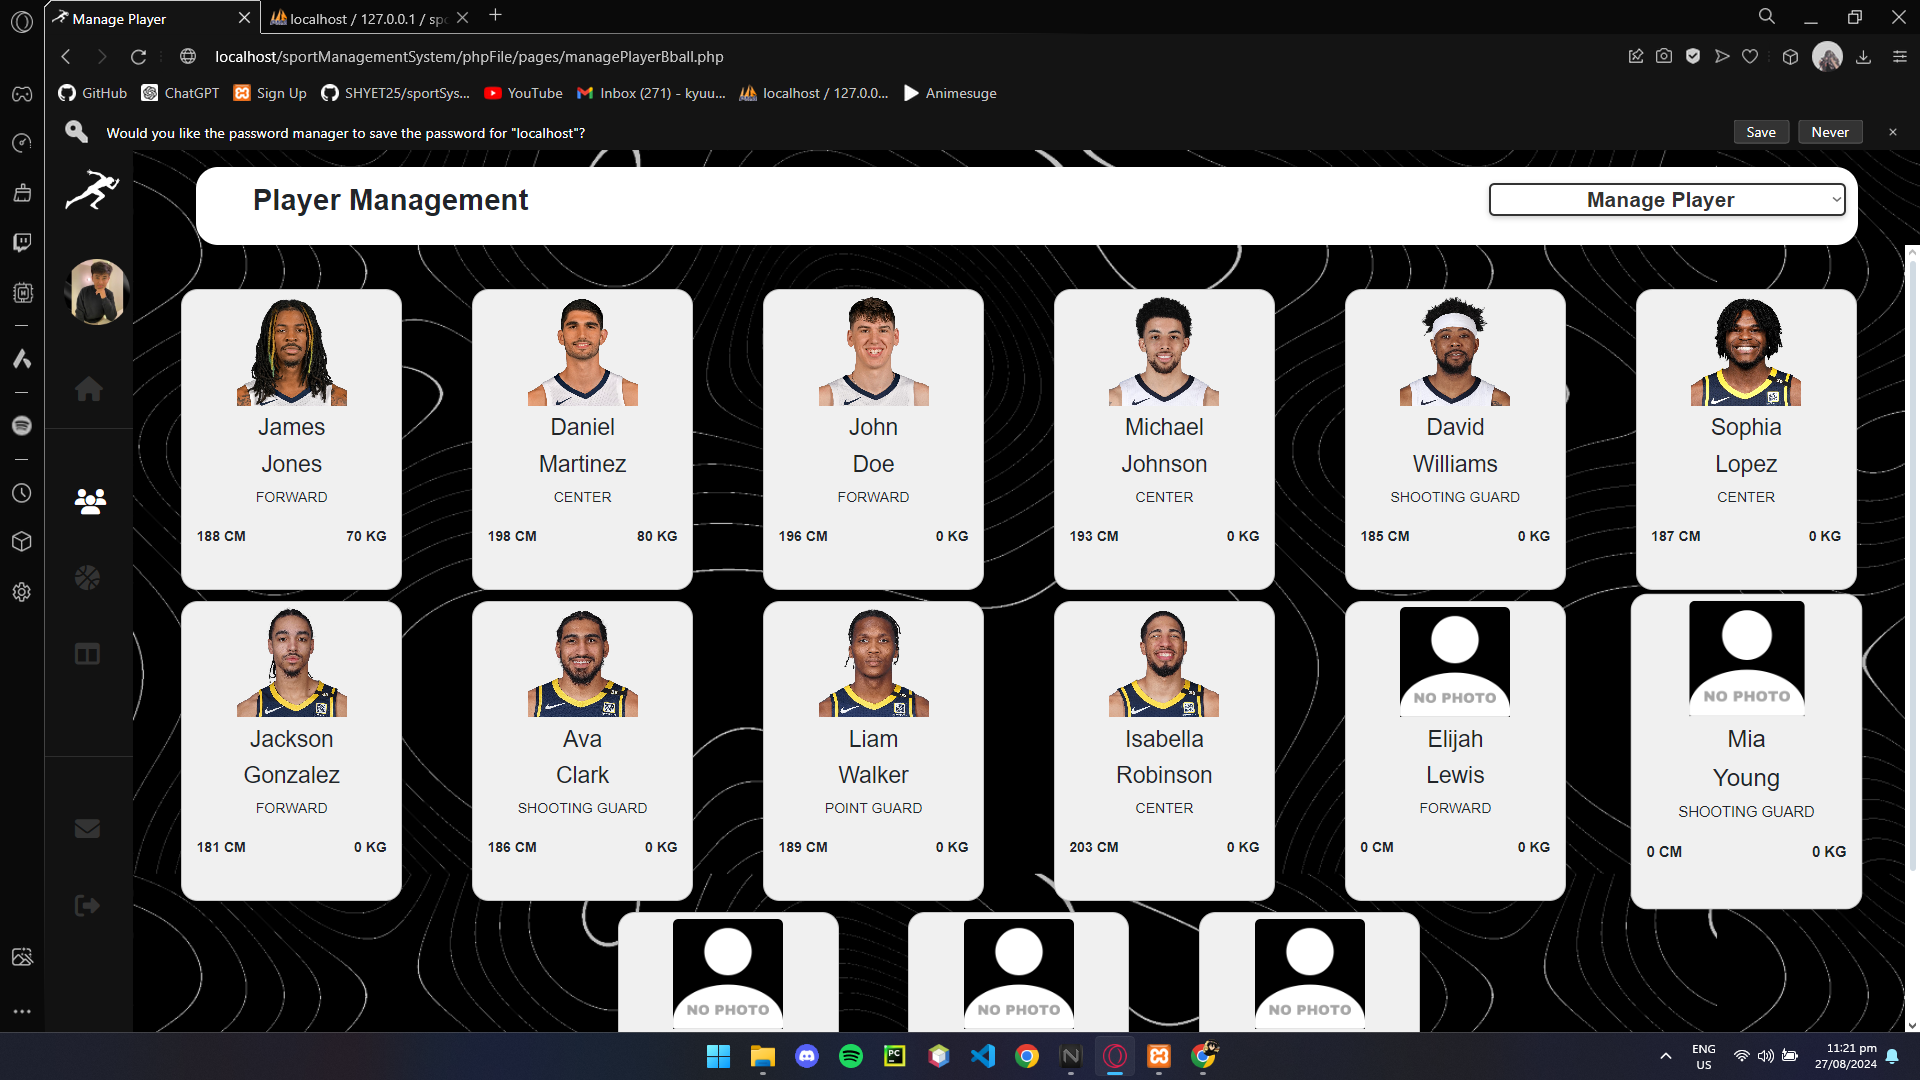 Manage Player
localhost / 127.0.0.1 / spo
localhost/sportManagementSystem/phpFile/pages/managePlayerBball.php
GitHub
ChatGPT
Sign Up
SHYET25/sportSys...
YouTube
Inbox (271) - kyuu...
localhost / 127.0.0...
Animesuge
Would you like the password manager to save the password for "localhost"?
Save
Never
Player Management
Manage Player
James
Jones
FORWARD
188 CM
70 KG
Daniel
Martinez
CENTER
198 CM
80 KG
John
Doe
FORWARD
196 CM
0 KG
Michael
Johnson
CENTER
193 CM
0 KG
David
Williams
SHOOTING GUARD
185 CM
0 KG
Sophia
Lopez
CENTER
187 CM
0 KG
Jackson
Gonzalez
FORWARD
181 CM
0 KG
Ava
Clark
SHOOTING GUARD
186 CM
0 KG
Liam
Walker
POINT GUARD
189 CM
0 KG
Isabella
Robinson
CENTER
203 CM
0 KG
NO PHOTO
Elijah
Lewis
FORWARD
0 CM
0 KG
NO PHOTO
Mia
Young
SHOOTING GUARD
0 CM
0 KG
NO PHOTO
NO PHOTO
NO PHOTO
PC
ENG
US
11:21 pm
27/08/2024